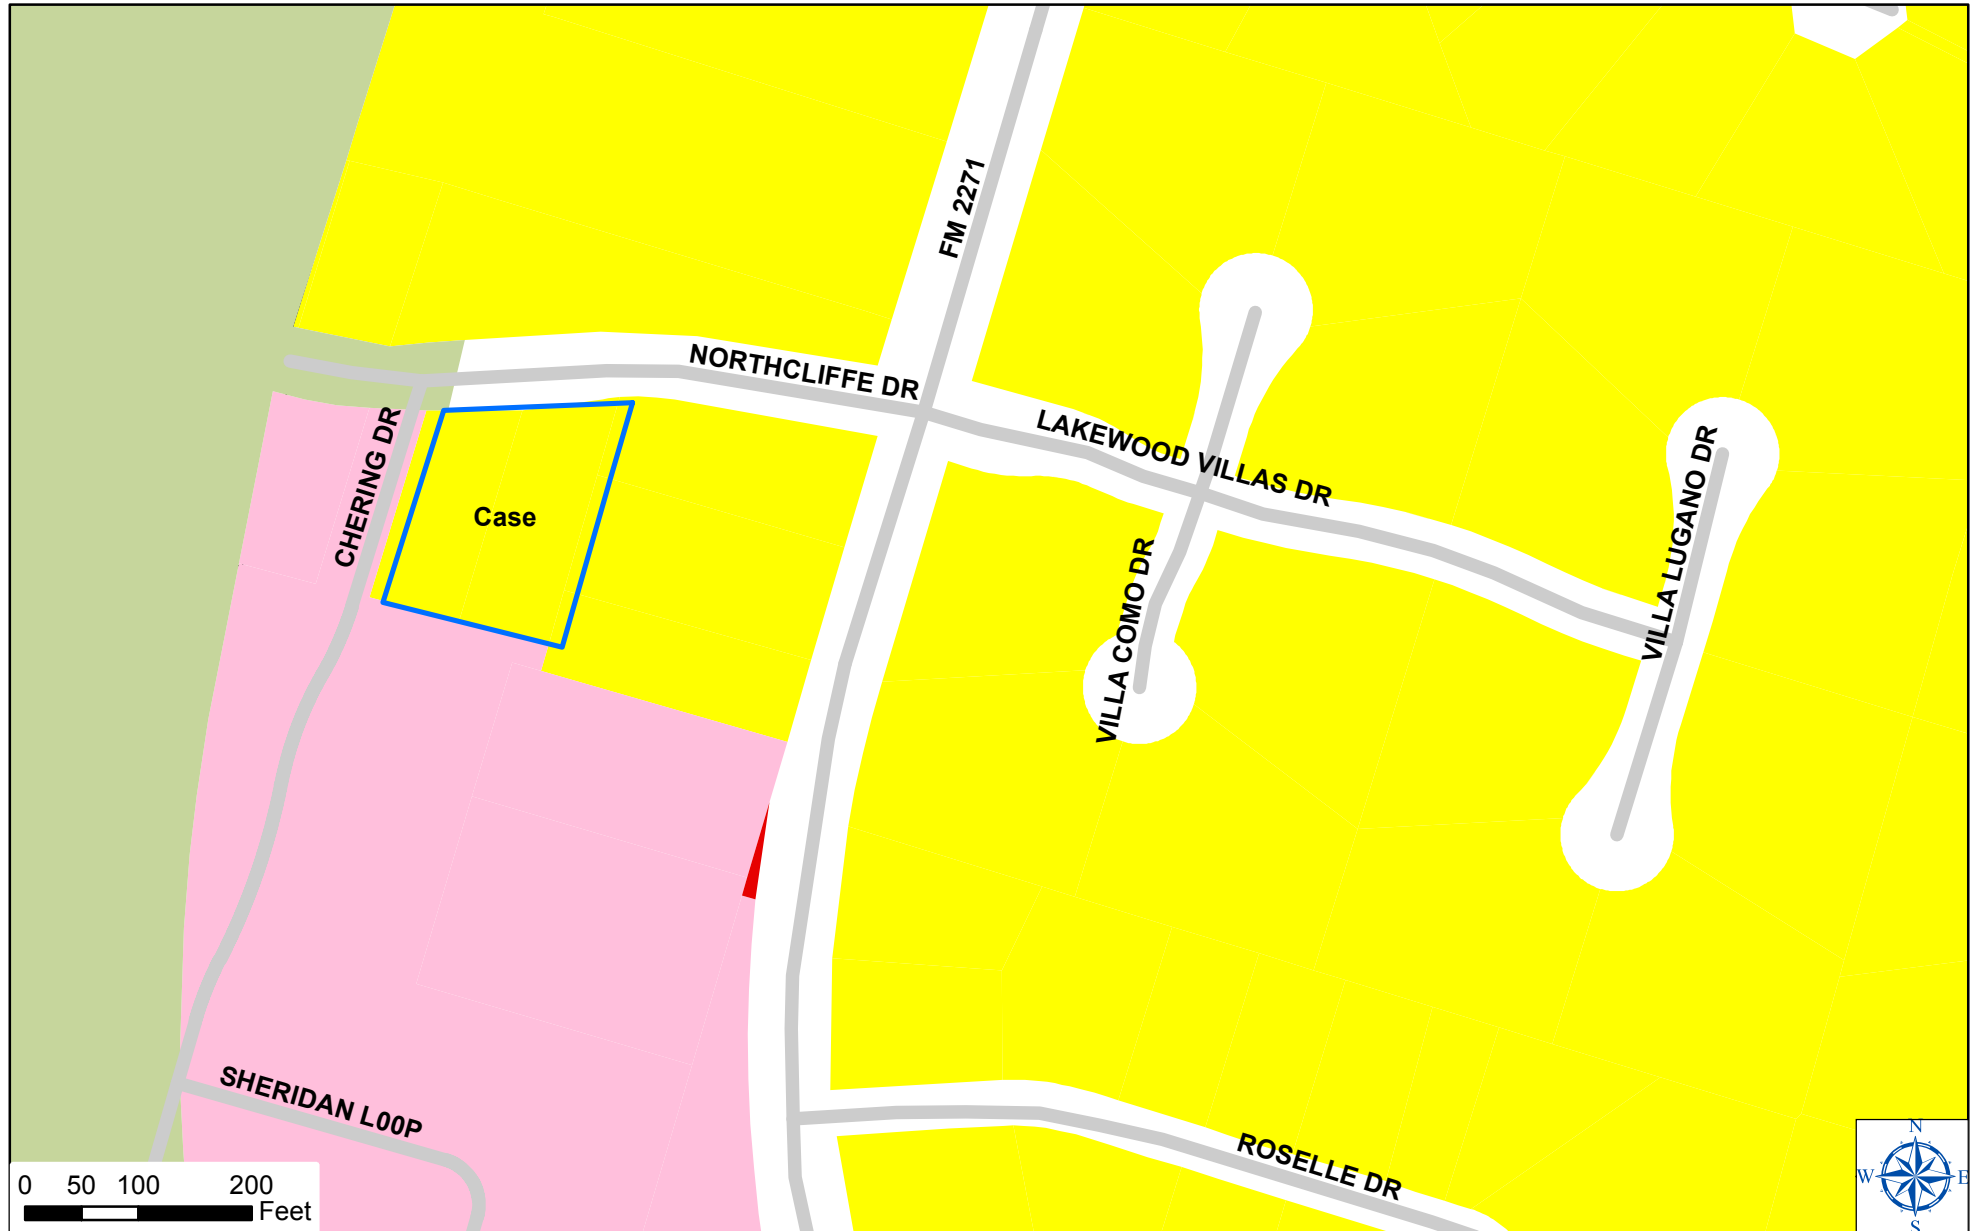 FM 2271
NORTHCLIFFE DR
LAKEWOOD VILLAS DR
CHERING DR
Case
VILLA LUGANO DR
VILLA COMO DR
SHERIDAN L00P
ROSELLE DR
0 50 100 200
Feet
N
W E
S